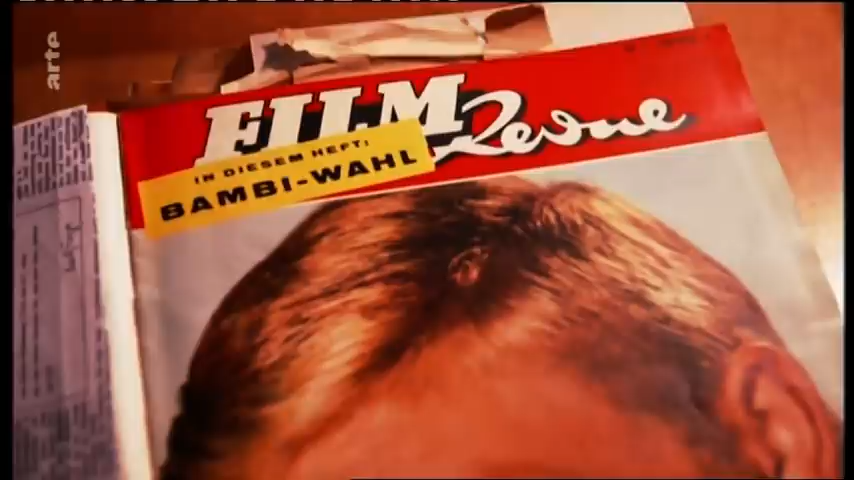 arte
FILM
Revue
IN DIESEM HEFT:
BAMBI-WAHL